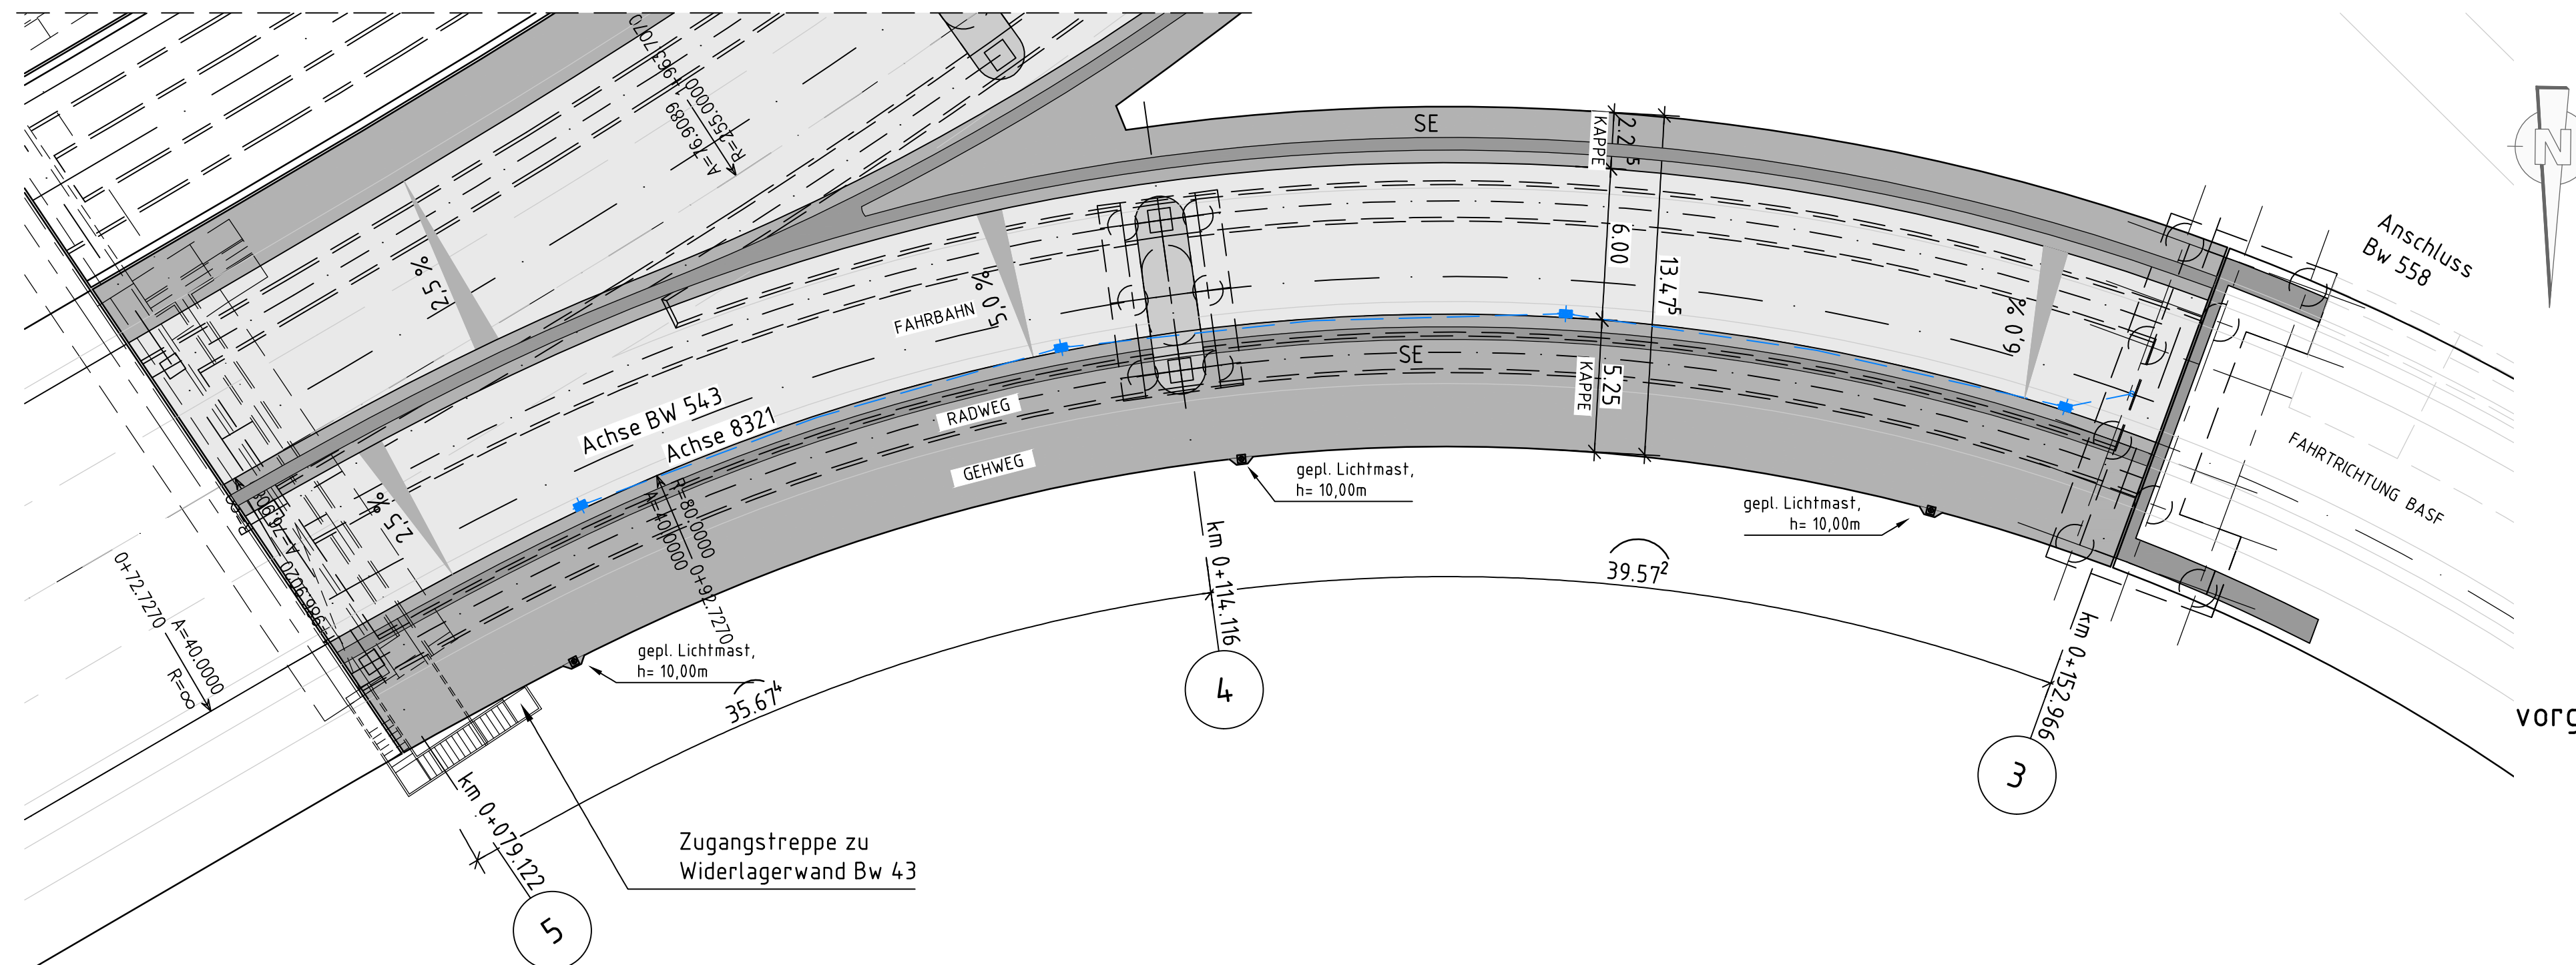 R=255.0000
A=76.9089
SE
KAPPE
2.22⁵
6.00
13.47⁵
KAPPE
5.25
SE
N
Anschluss
Bw 558
2,5 %
5,0 %
6,0 %
2,5 %
FAHRBAHN
Achse BW 543
Achse 8321
RADWEG
GEHWEG
FAHRTRICHTUNG BASF
gepl. Lichtmast,
h= 10,00m
gepl. Lichtmast,
h= 10,00m
gepl. Lichtmast,
h= 10,00m
R=80.0000
A=40.0000
0+92.7270
0+72.7270
A=40.0000
R=∞
35.67⁴
39.57²
km 0+114.116
4
km 0+152.966
3
km 0+079.122
5
Zugangstreppe zu
Widerlagerwand Bw 43